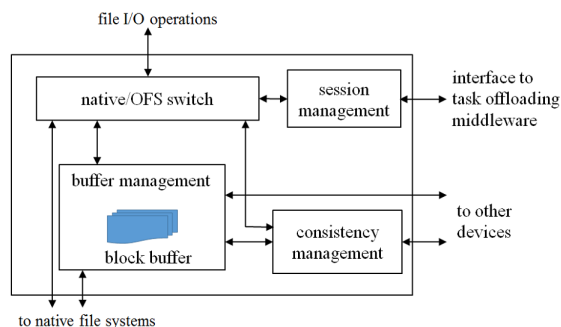 file I/O operations
native/OFS switch
session
management
interface to
task offloading
middleware
buffer management
block buffer
consistency
management
to other
devices
to native file systems